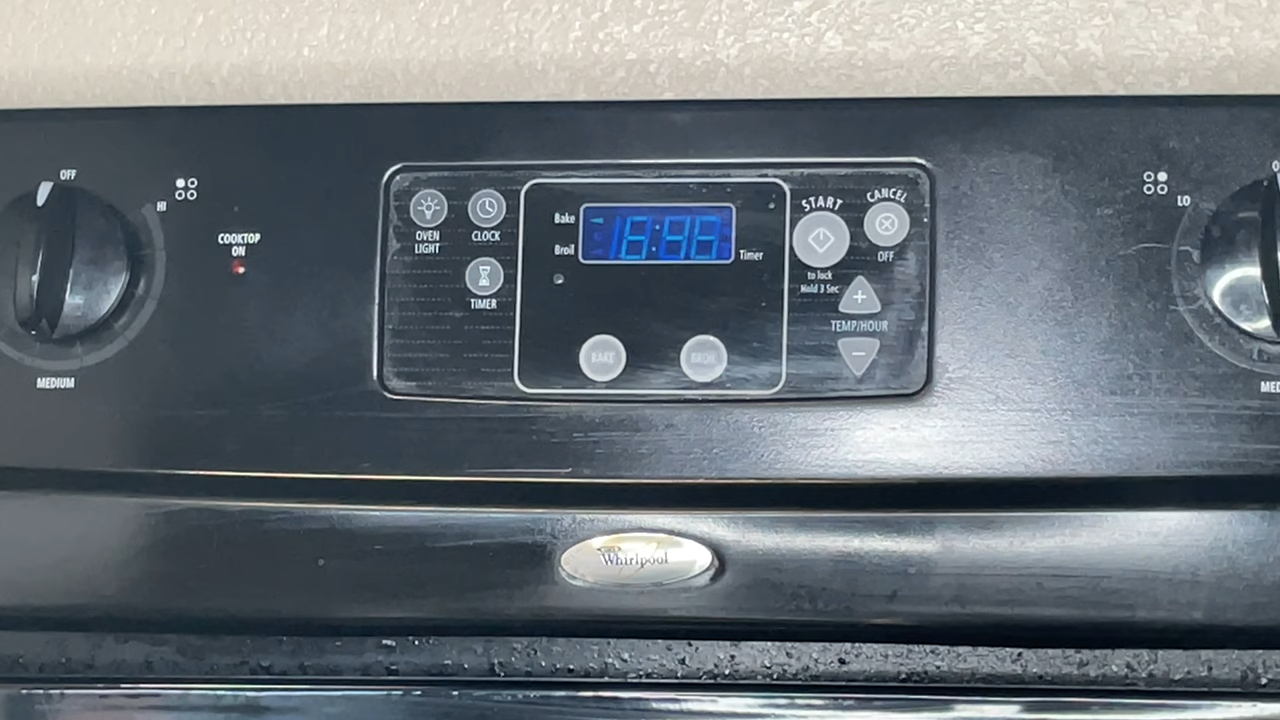 OFF
HI
MEDIUM
COOKTOP
ON
OVEN
LIGHT
CLOCK
TIMER
Bake
Broil
Timer
BAKE
BROIL
START
to lock
Hold 3 Sec
CANCEL
OFF
TEMP/HOUR
LO
Whirlpool